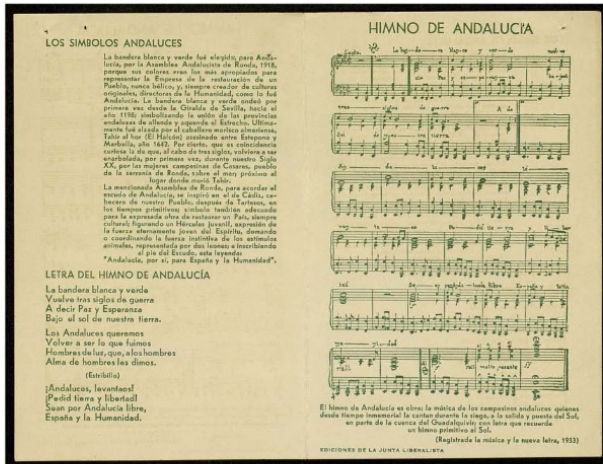 LOS SIMBOLOS ANDALUCES
La bandera blanca y verde fué elegida, para Anda-
lucía, por la Asamblea Andalucista de Ronda, 1918,
porque sus colores eran los más apropiados para
representar la Empresa de la restauración de un
Pueblo, nunca bélico, y, siempre creador de culturas
originales, directoras de la Humanidad, como lo fué
Andalucía. La bandera blanca y verde ondeó por
primera vez desde la Giralda de Sevilla, hacia el
año 1198; simbolizando la unión de las provincias
andaluzas de allende y aquende el Estrecho. Ultima-
mente fué alzada por el caballero morisco almeriense,
Tahir al hor (El Halcón) asesinado entre Estepona y
Marbella, año 1642. Por cierto, que es coincidencia
curiosa la de que, al cabo de tres siglos, volviera a ser
enarbolada, por primera vez, durante nuestro Siglo
XX, por las mujeres campesinas de Casares, pueblo
de la serranía de Ronda, sobre el mar; próximo al
lugar donde murió Tahir.
La mencionada Asamblea de Ronda, para acordar el
escudo de Andalucía, se inspiró en el de Cádiz, ca-
becera de nuestro Pueblo, después de Tartesos, en
los tiempos primitivos; símbolo también adecuado
para la expresada obra de restaurar un País, siempre
cultural; figurando un Hércules juvenil, expresión de
la fuerza eternamente joven del Espíritu, domando
o coordinando la fuerza instintiva de los estímulos
animales, representada por dos leones; e inscribiendo
al pie del Escudo, esta leyenda:
"Andalucía, por sí, para España y la Humanidad".
LETRA DEL HIMNO DE ANDALUCÍA
La bandera blanca y verde
Vuelve tras siglos de guerra
A decir Paz y Esperanza
Bajo el sol de nuestra tierra.
Los Andaluces queremos
Volver a ser lo que fuimos
Hombres de luz, que, a los hombres
Alma de hombres les dimos.
(Estribillo)
¡Andaluces, levantaos!
¡Pedid tierra y libertad!
Sean por Andalucía libre,
España y la Humanidad.
HIMNO DE ANDALUCIA
El himno de Andalucía es alma: la música de los campesinos andaluces quienes
desde tiempo inmemorial la cantan durante la siega, a la salida y puesta del Sol,
en parte de la cuenca del Guadalquivir; con letra que recuerda
un himno primitivo al Sol.
(Registrada la música y la nueva letra, 1933)
EDICIONES DE LA JUNTA LIBERALISTA